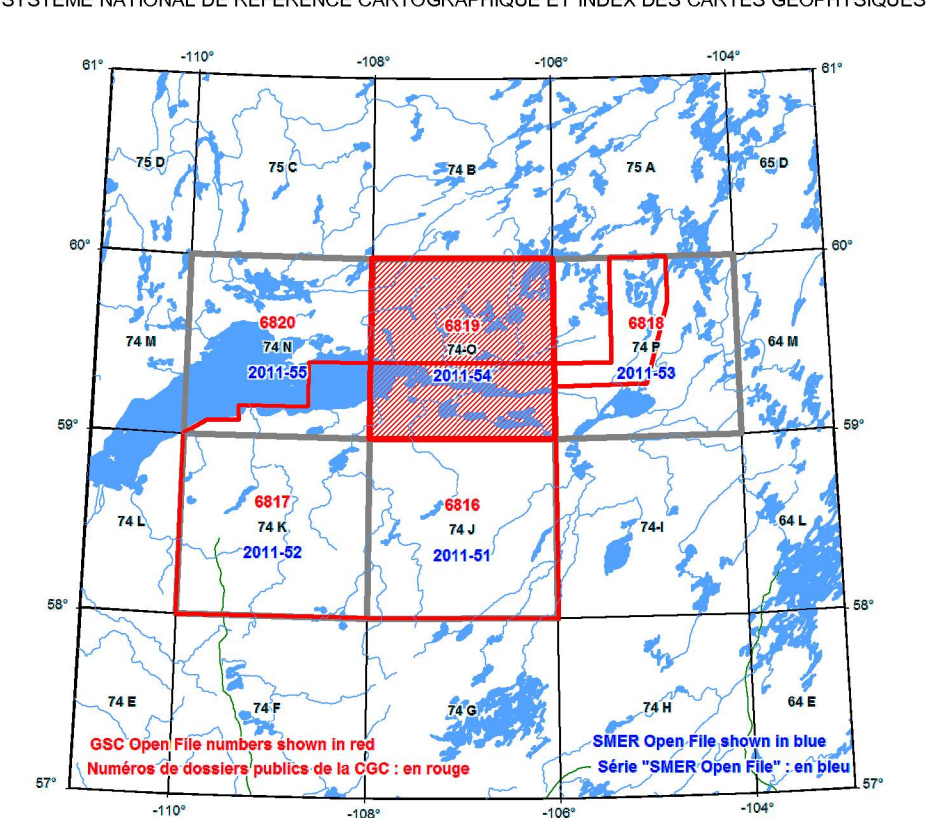 SYSTÈME NATIONAL DE RÉFÉRENCE CARTOGRAPHIQUE ET INDEX DES CARTES GÉOPHYSIQUES
-110° -108° -106° -104°
61° 61°
75 D 75 C 74 B 75 A 65 D
60° 60°
6820 6819 6818
74 M 74 N 74-O 74 P 64 M
2011-55 2011-54 2011-53
59° 59°
6817 6816
74 L 74 K 74 J 74-I 64 L
2011-52 2011-51
58° 58°
74 E 74 F 74 G 74 H 64 E
GSC Open File numbers shown in red
Numéros de dossiers publics de la CGC : en rouge
SMER Open File shown in blue
Série "SMER Open File" : en bleu
57° 57°
-110° -108° -106° -104°